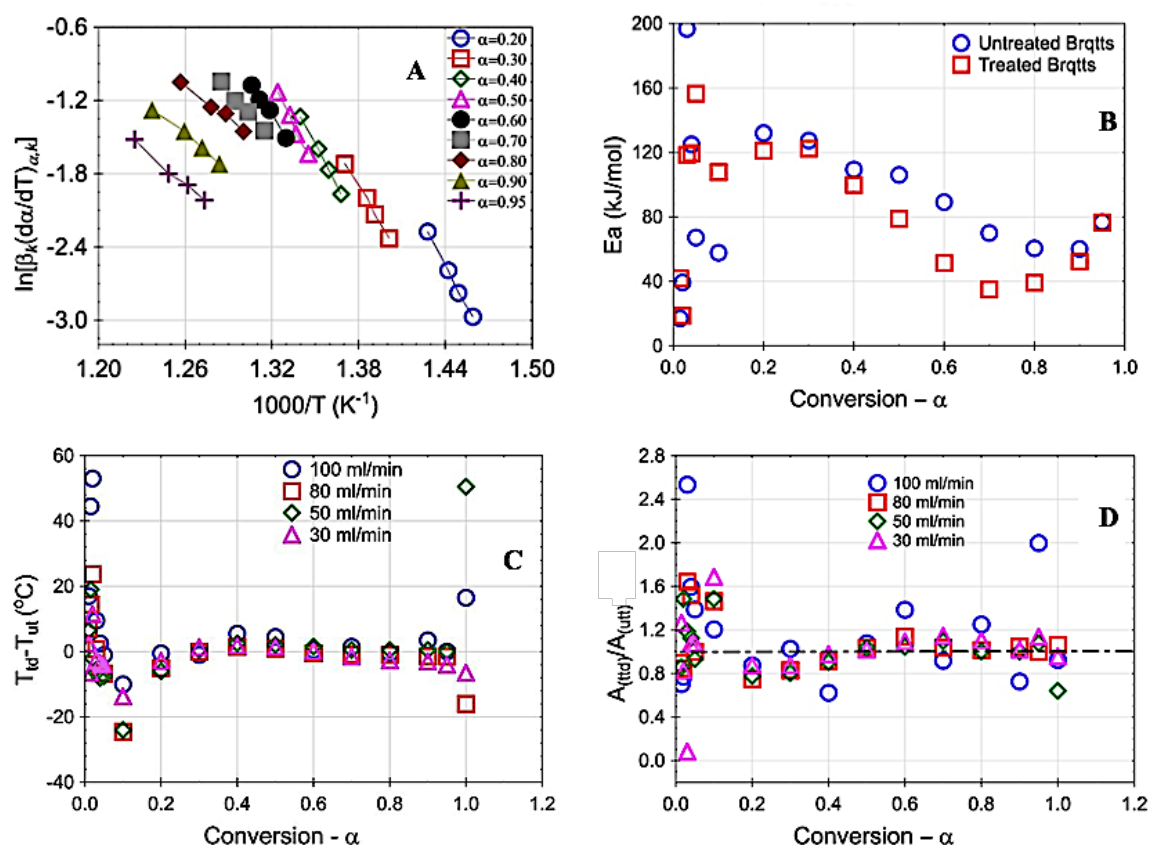 -0.6
-1.2
-1.8
-2.4
-3.0
ln[βk(dα/dT)α,k]
A
α=0.20
α=0.30
α=0.40
α=0.50
α=0.60
α=0.70
α=0.80
α=0.90
α=0.95
1.20 1.26 1.32 1.38 1.44 1.50
1000/T (K-1)
200
160
120
80
40
0
Ea (kJ/mol)
Untreated Brqtts
Treated Brqtts
B
0.0 0.2 0.4 0.6 0.8 1.0
Conversion – α
60
40
20
0
-20
-40
Ttd-Tut (oC)
100 ml/min
80 ml/min
50 ml/min
30 ml/min
C
0.0 0.2 0.4 0.6 0.8 1.0 1.2
Conversion - α
2.8
2.4
2.0
1.6
1.2
0.8
0.4
0.0
A(ttd)/A(utt)
100 ml/min
80 ml/min
50 ml/min
30 ml/min
D
0.0 0.2 0.4 0.6 0.8 1.0 1.2
Conversion – α